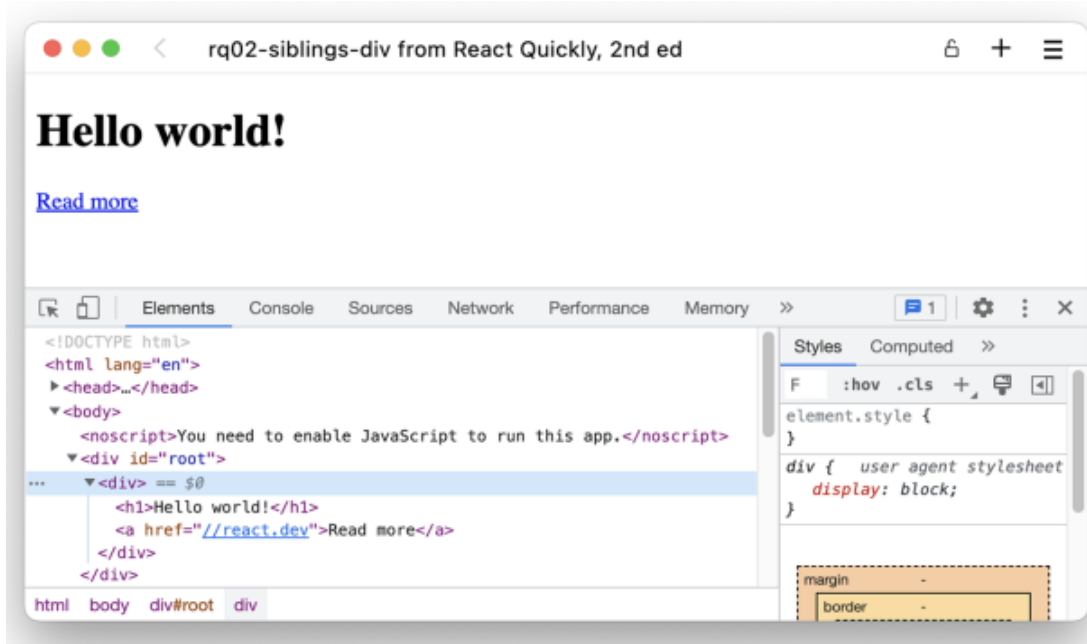 rq02-siblings-div from React Quickly, 2nd ed
Hello world!
Read more
Elements Console Sources Network Performance Memory » 1
<!DOCTYPE html>
<html lang="en">
<head>…</head>
<body>
<noscript>You need to enable JavaScript to run this app.</noscript>
<div id="root">
<div> == $0
<h1>Hello world!</h1>
<a href="//react.dev">Read more</a>
</div>
</div>
html body div#root div
Styles Computed »
F :hov .cls +
element.style {
}
div { user agent stylesheet
display: block;
}
margin -
border -